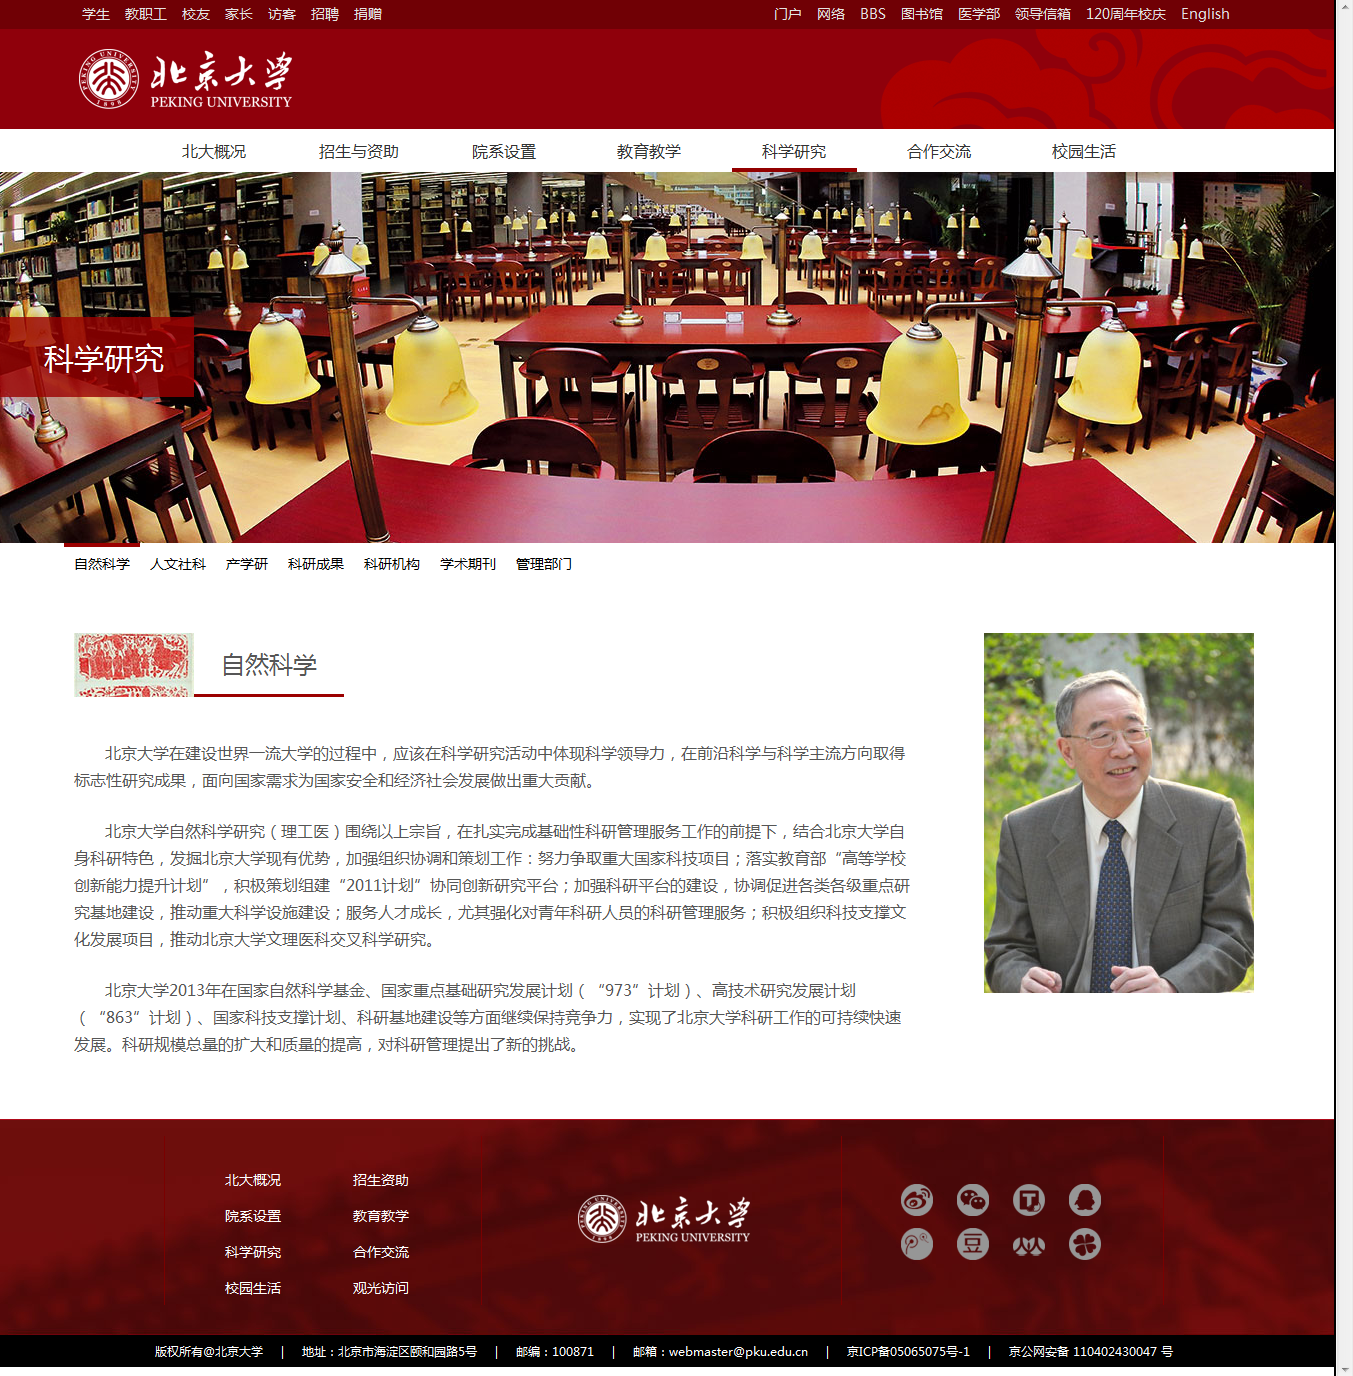 学生 教职工 校友 家长 访客 招聘 捐赠 门户 网络 BBS 图书馆 医学部 领导信箱 120周年校庆 English
PEKING UNIVERSITY 1898
北京大学
PEKING UNIVERSITY
北大概况 招生与资助 院系设置 教育教学 科学研究 合作交流 校园生活
科学研究
自然科学 人文社科 产学研 科研成果 科研机构 学术期刊 管理部门
自然科学
北京大学在建设世界一流大学的过程中，应该在科学研究活动中体现科学领导力，在前沿科学与科学主流方向取得
标志性研究成果，面向国家需求为国家安全和经济社会发展做出重大贡献。
北京大学自然科学研究（理工医）围绕以上宗旨，在扎实完成基础性科研管理服务工作的前提下，结合北京大学自
身科研特色，发掘北京大学现有优势，加强组织协调和策划工作：努力争取重大国家科技项目；落实教育部“高等学校
创新能力提升计划”，积极策划组建“2011计划”协同创新研究平台；加强科研平台的建设，协调促进各类各级重点研
究基地建设，推动重大科学设施建设；服务人才成长，尤其强化对青年科研人员的科研管理服务；积极组织科技支撑文
化发展项目，推动北京大学文理医科交叉科学研究。
北京大学2013年在国家自然科学基金、国家重点基础研究发展计划（“973”计划）、高技术研究发展计划
（“863”计划）、国家科技支撑计划、科研基地建设等方面继续保持竞争力，实现了北京大学科研工作的可持续快速
发展。科研规模总量的扩大和质量的提高，对科研管理提出了新的挑战。
北大概况 招生资助
院系设置 教育教学
科学研究 合作交流
校园生活 观光访问
北京大学
PEKING UNIVERSITY
豆
版权所有@北京大学 | 地址：北京市海淀区颐和园路5号 | 邮编：100871 | 邮箱：webmaster@pku.edu.cn | 京ICP备05065075号-1 | 京公网安备 110402430047 号